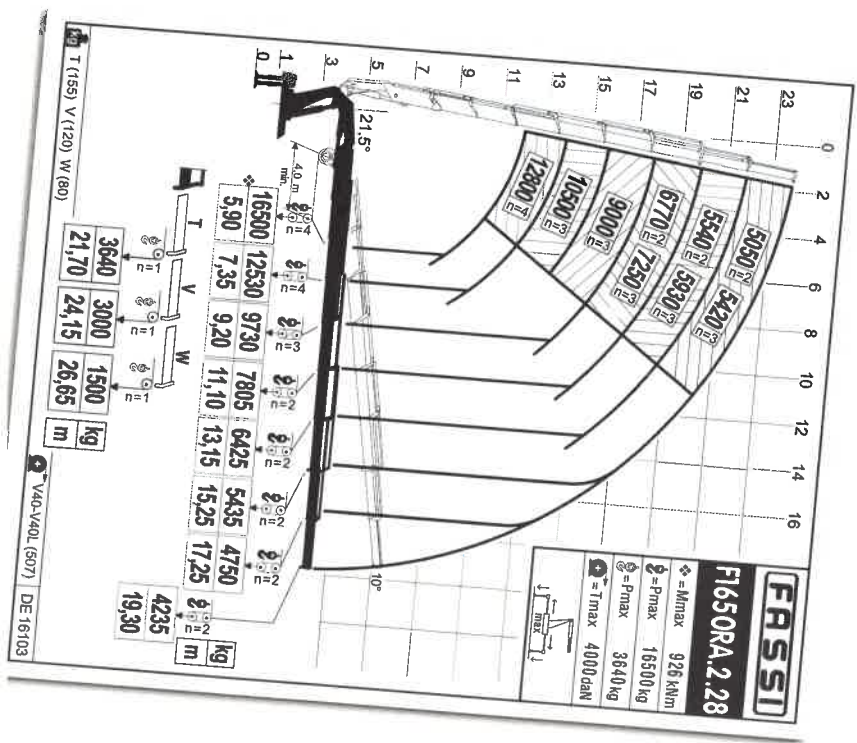 FASSI
F1650RA.2.28
= Mmax 926 kNm
= Pmax 16500 kg
= Pmax 3640 kg
= Tmax 4000 daN
max
0 2 4 6 8 10 12 14 16
23
21
19
17
15
13
11
9
7
5
3
1
0
5050 n=2
5420 n=3
5540 n=2
5930 n=3
6770 n=2
7250 n=3
9000 n=3
10500 n=3
12800 n=4
21,5°
10°
4,0 m
min.
n=4 n=4 n=3 n=2 n=2 n=2 n=2 n=2
16500 12530 9730 7805 6425 5435 4750 4235 kg
5,90 7,35 9,20 11,10 13,15 15,25 17,25 19,30 m
T V W
n=1 n=1 n=1
3640 3000 1500 kg
21,70 24,15 26,65 m
T (155) V (120) W (80)
V40-V40L (507)
DE 16103